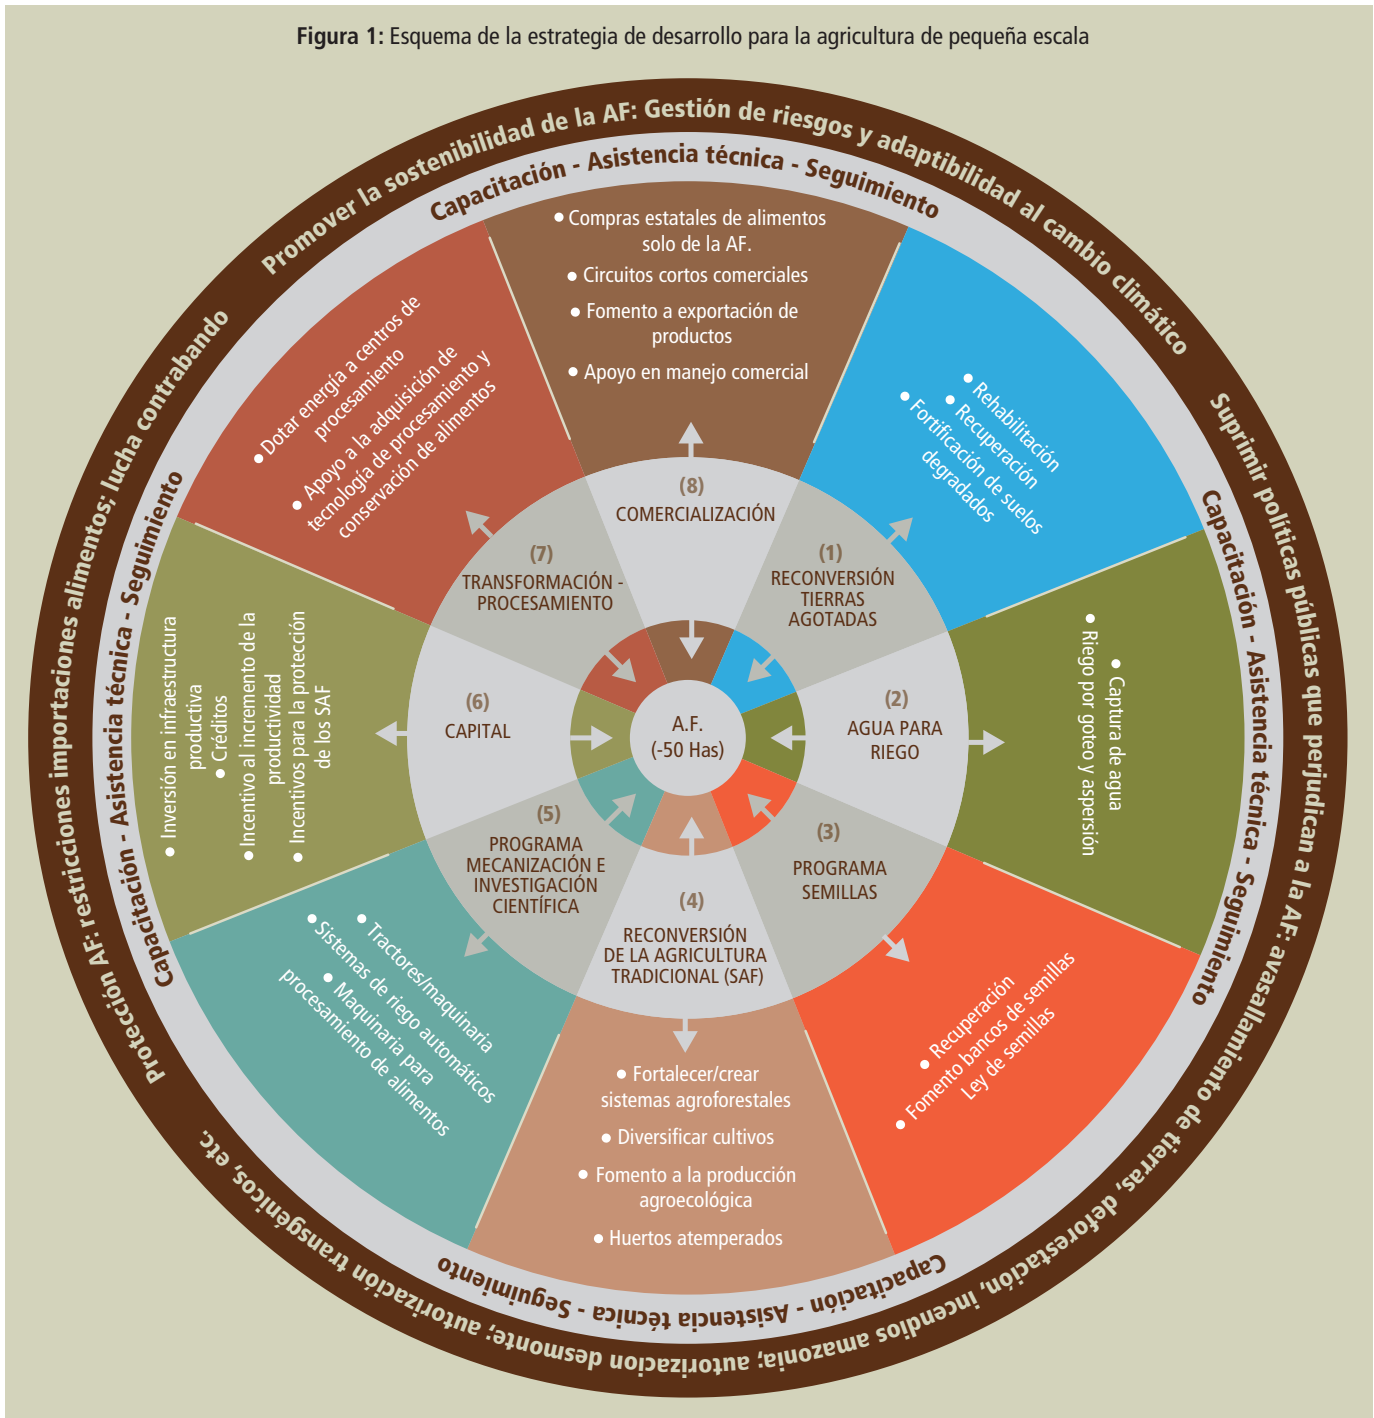 Figura 1: Esquema de la estrategia de desarrollo para la agricultura de pequeña escala
Promover la sostenibilidad de la AF: Gestión de riesgos y adaptibilidad al cambio climático
Suprimir políticas públicas que perjudican a la AF: avasallamiento de tierras, deforestación, incendios amazonia; autorizacion desmonte; autorización transgénicos, etc.
Protección AF: restricciones importaciones alimentos; lucha contrabando
Capacitación - Asistencia técnica - Seguimiento
Capacitación - Asistencia técnica - Seguimiento
Capacitación - Asistencia técnica - Seguimiento
Capacitación - Asistencia técnica - Seguimiento
• Compras estatales de alimentos
solo de la AF.
• Circuitos cortos comerciales
• Fomento a exportación de
productos
• Apoyo en manejo comercial
(8)
COMERCIALIZACIÓN
• Rehabilitación
• Recuperación
• Fortificación de suelos
degradados
(1)
RECONVERSIÓN
TIERRAS
AGOTADAS
• Captura de agua
• Riego por goteo y aspersión
(2)
AGUA PARA
RIEGO
• Recuperación
• Fomento bancos de semillas
Ley de semillas
(3)
PROGRAMA
SEMILLAS
(4)
RECONVERSIÓN
DE LA AGRICULTURA
TRADICIONAL (SAF)
• Fortalecer/crear
sistemas agroforestales
• Diversificar cultivos
• Fomento a la producción
agroecológica
• Huertos atemperados
(5)
PROGRAMA
MECANIZACIÓN E
INVESTIGACIÓN
CIENTÍFICA
• Tractores/maquinaria
• Sistemas de riego automáticos
• Maquinaria para
procesamiento de alimentos
(6)
CAPITAL
• Inversión en infraestructura
productiva
• Créditos
• Incentivo al incremento de la
productividad
• Incentivos para la protección
de los SAF
(7)
TRANSFORMACIÓN -
PROCESAMIENTO
• Dotar energía a centros de
procesamiento
• Apoyo a la adquisición de
tecnología de procesamiento y
conservación de alimentos
A.F.
(-50 Has)